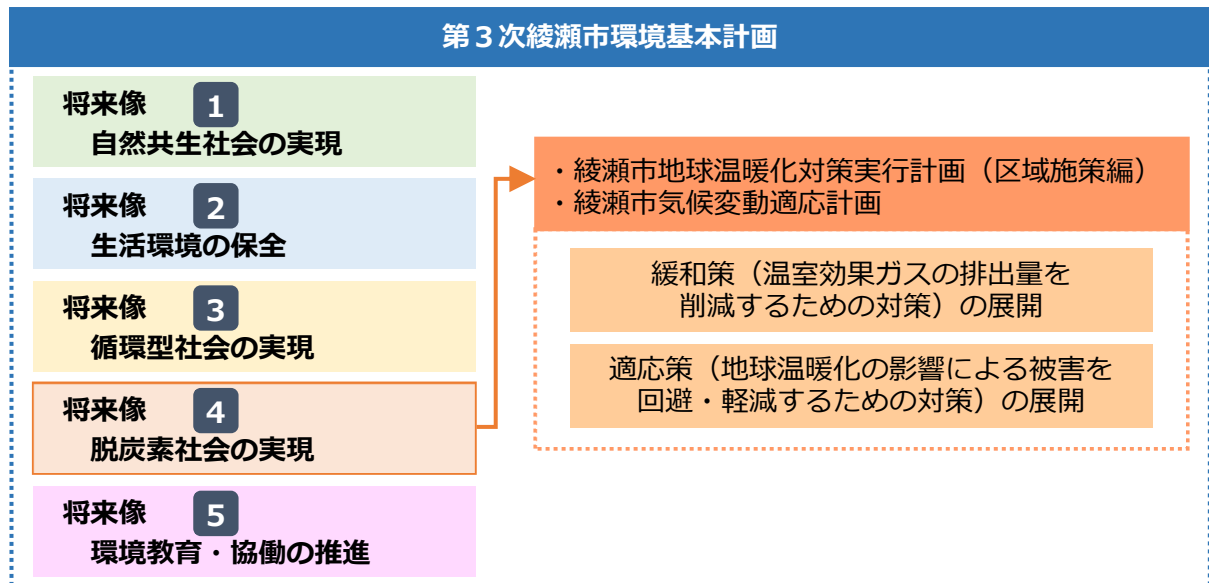 第３次綾瀬市環境基本計画
将来像 1
自然共生社会の実現
将来像 2
生活環境の保全
将来像 3
循環型社会の実現
将来像 4
脱炭素社会の実現
将来像 5
環境教育・協働の推進
・綾瀬市地球温暖化対策実行計画（区域施策編）
・綾瀬市気候変動適応計画
緩和策（温室効果ガスの排出量を
削減するための対策）の展開
適応策（地球温暖化の影響による被害を
回避・軽減するための対策）の展開